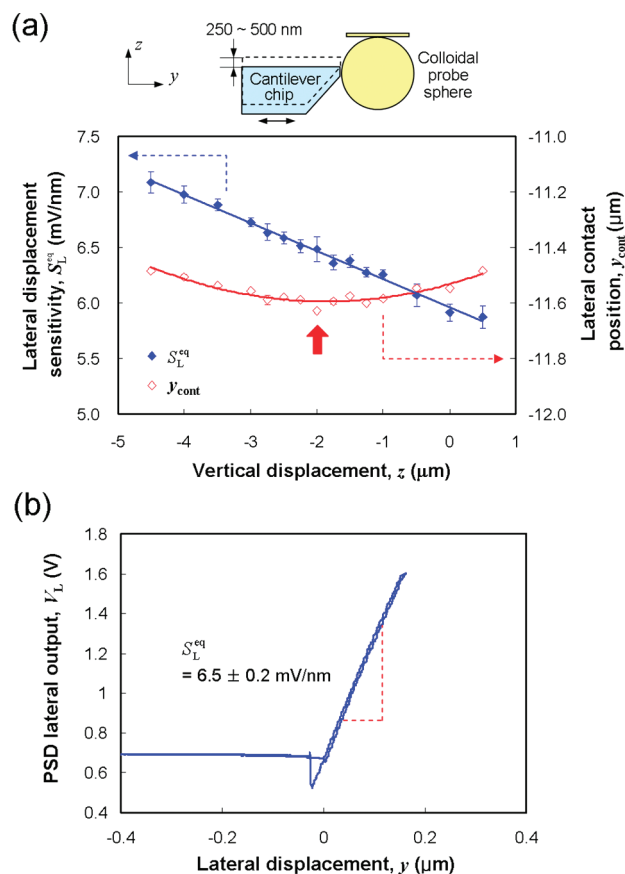 (a)
250 ~ 500 nm
z
y
Cantilever
chip
Colloidal
probe
sphere
7.5
7.0
6.5
6.0
5.5
5.0
Lateral displacement
sensitivity, S_L^eq (mV/nm)
-11.0
-11.2
-11.4
-11.6
-11.8
-12.0
Lateral contact
position, y_cont (μm)
S_L^eq
y_cont
-5 -4 -3 -2 -1 0 1
Vertical displacement, z (μm)
(b)
1.8
1.6
1.4
1.2
1
0.8
0.6
0.4
PSD lateral output, V_L (V)
S_L^eq
= 6.5 ± 0.2 mV/nm
-0.4 -0.2 0 0.2 0.4
Lateral displacement, y (μm)